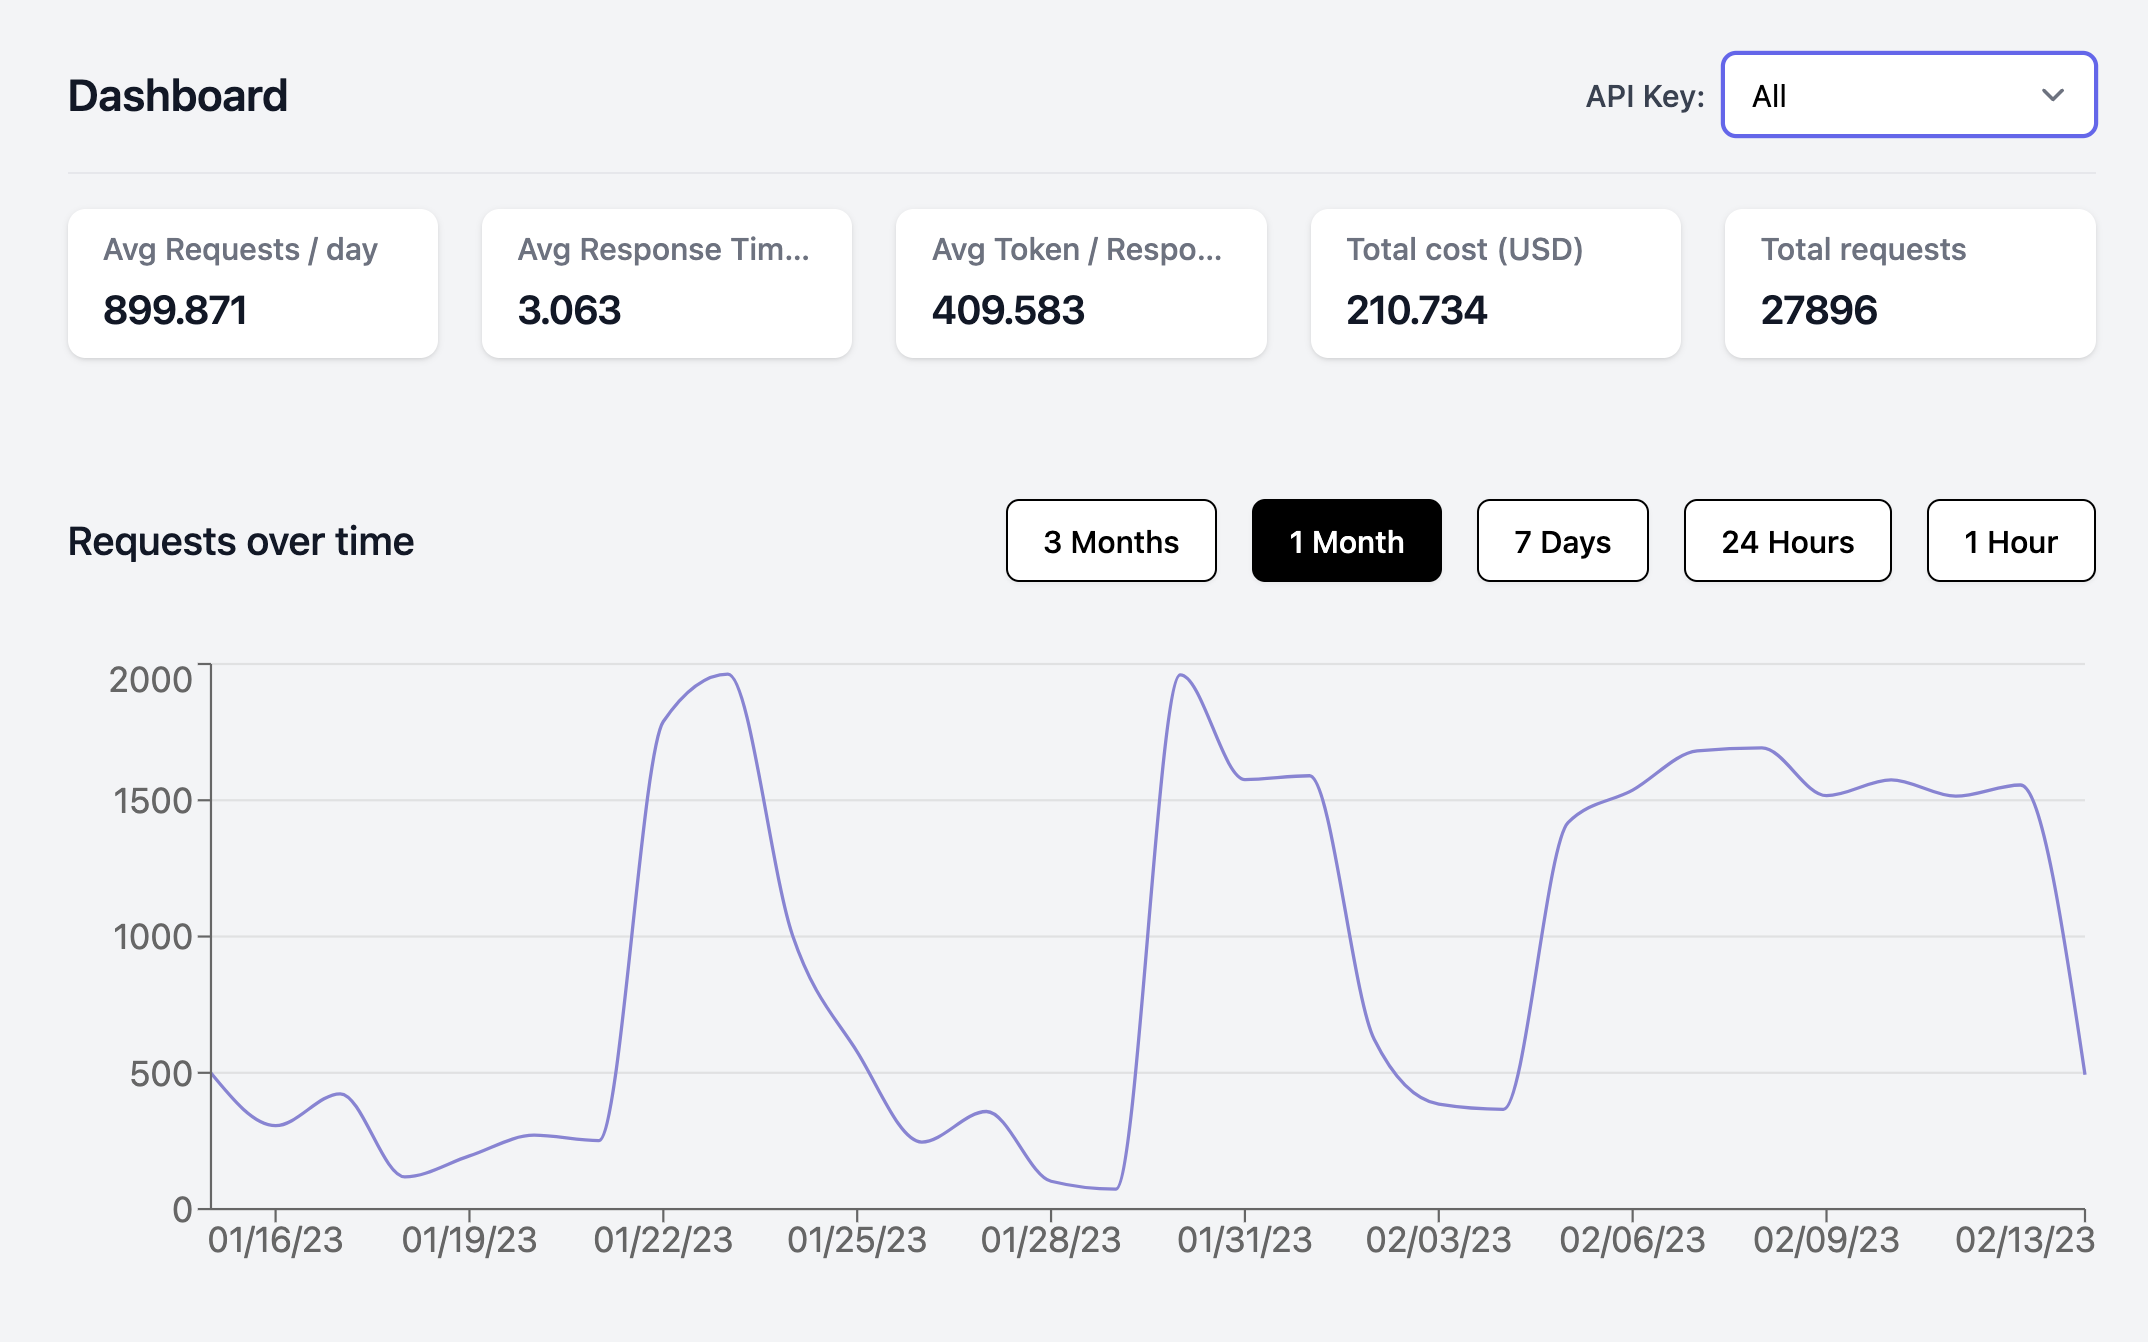 Dashboard
API Key:
All
Avg Requests / day
899.871
Avg Response Tim...
3.063
Avg Token / Respo...
409.583
Total cost (USD)
210.734
Total requests
27896
Requests over time
3 Months
1 Month
7 Days
24 Hours
1 Hour
2000
1500
1000
500
0
01/16/23
01/19/23
01/22/23
01/25/23
01/28/23
01/31/23
02/03/23
02/06/23
02/09/23
02/13/23